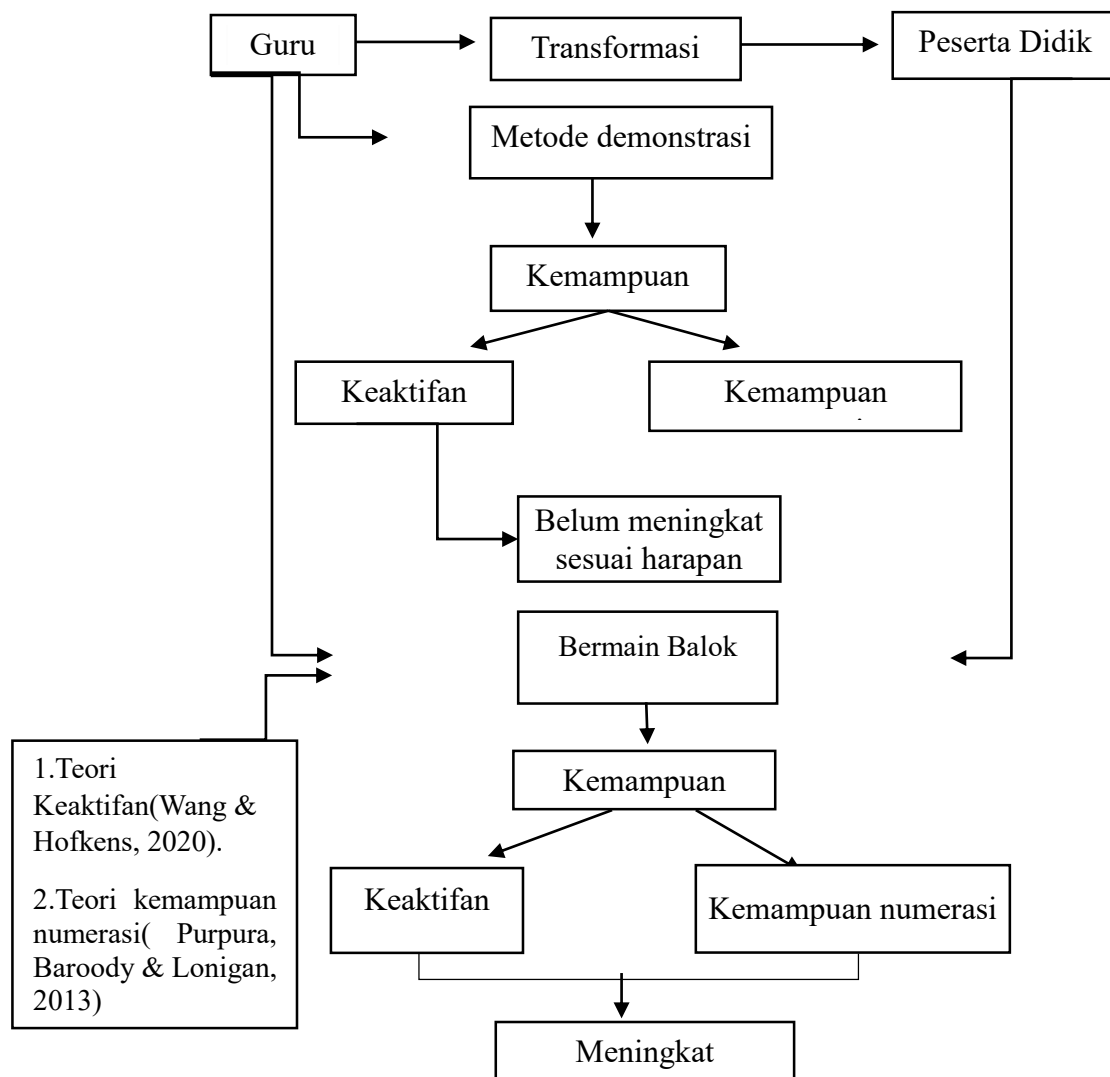 Guru
Transformasi
Peserta Didik
Metode demonstrasi
Kemampuan
Keaktifan
Kemampuan
Belum meningkat
sesuai harapan
Bermain Balok
1.Teori
Keaktifan(Wang &
Hofkens, 2020).
2.Teori kemampuan
numerasi( Purpura,
Baroody & Lonigan,
2013)
Kemampuan
Keaktifan
Kemampuan numerasi
Meningkat